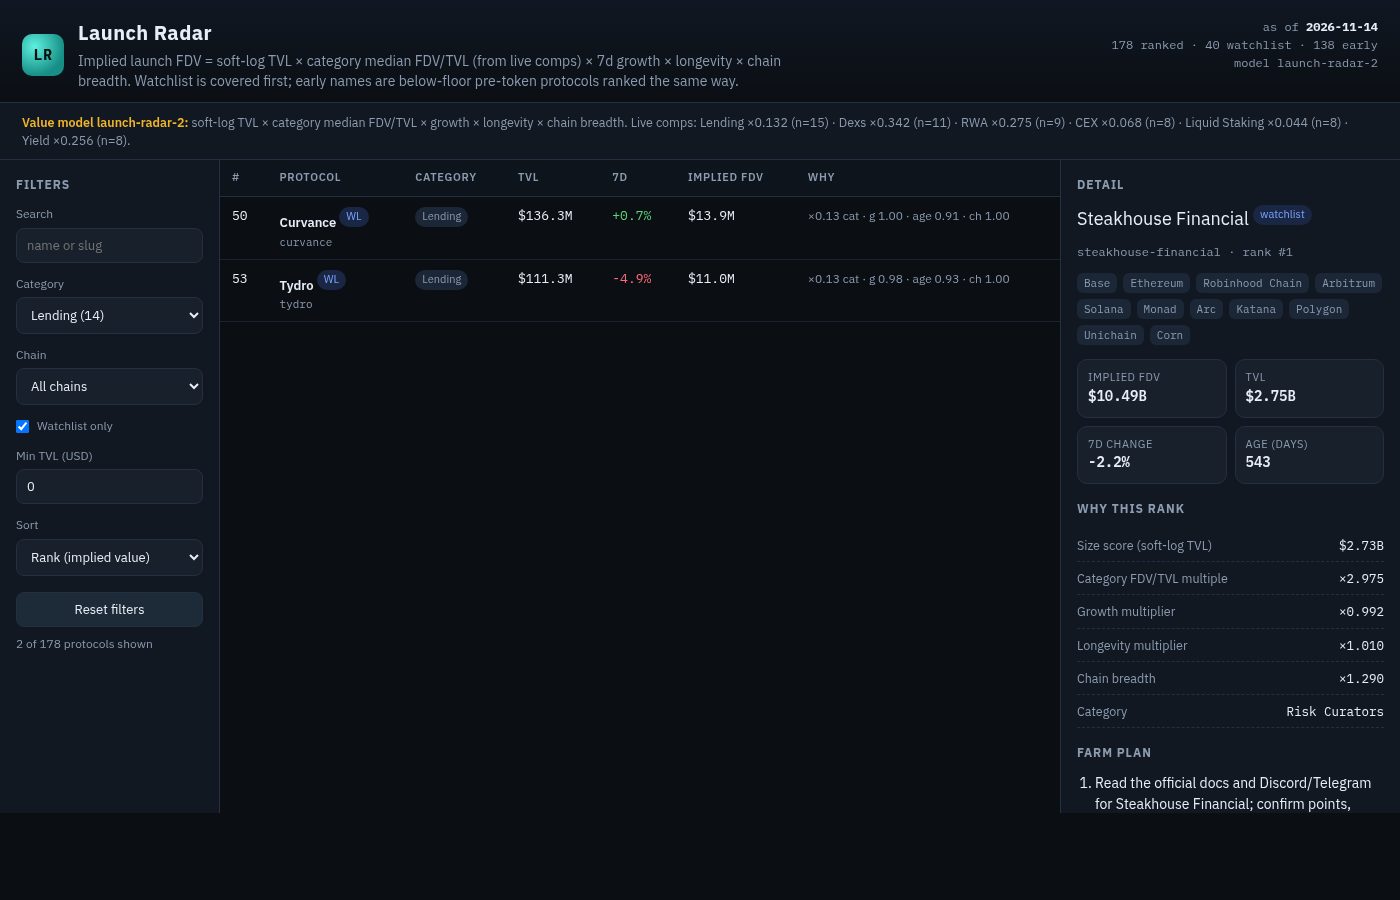 LR
Launch Radar
Implied launch FDV = soft-log TVL × category median FDV/TVL (from live comps) × 7d growth × longevity × chain
breadth. Watchlist is covered first; early names are below-floor pre-token protocols ranked the same way.
as of 2026-11-14
178 ranked · 40 watchlist · 138 early
model launch-radar-2
Value model launch-radar-2: soft-log TVL × category median FDV/TVL × growth × longevity × chain breadth. Live comps: Lending ×0.132 (n=15) · Dexs ×0.342 (n=11) · RWA ×0.275 (n=9) · CEX ×0.068 (n=8) · Liquid Staking ×0.044 (n=8) ·
Yield ×0.256 (n=8).
FILTERS
Search
name or slug
Category
Lending (14)
Chain
All chains
Watchlist only
Min TVL (USD)
0
Sort
Rank (implied value)
Reset filters
2 of 178 protocols shown
# PROTOCOL CATEGORY TVL 7D IMPLIED FDV WHY
50 Curvance WL Lending $136.3M +0.7% $13.9M ×0.13 cat · g 1.00 · age 0.91 · ch 1.00
curvance
53 Tydro WL Lending $111.3M -4.9% $11.0M ×0.13 cat · g 0.98 · age 0.93 · ch 1.00
tydro
DETAIL
Steakhouse Financial watchlist
steakhouse-financial · rank #1
Base Ethereum Robinhood Chain Arbitrum
Solana Monad Arc Katana Polygon
Unichain Corn
IMPLIED FDV
$10.49B
TVL
$2.75B
7D CHANGE
-2.2%
AGE (DAYS)
543
WHY THIS RANK
Size score (soft-log TVL) $2.73B
Category FDV/TVL multiple ×2.975
Growth multiplier ×0.992
Longevity multiplier ×1.010
Chain breadth ×1.290
Category Risk Curators
FARM PLAN
1. Read the official docs and Discord/Telegram
for Steakhouse Financial; confirm points,